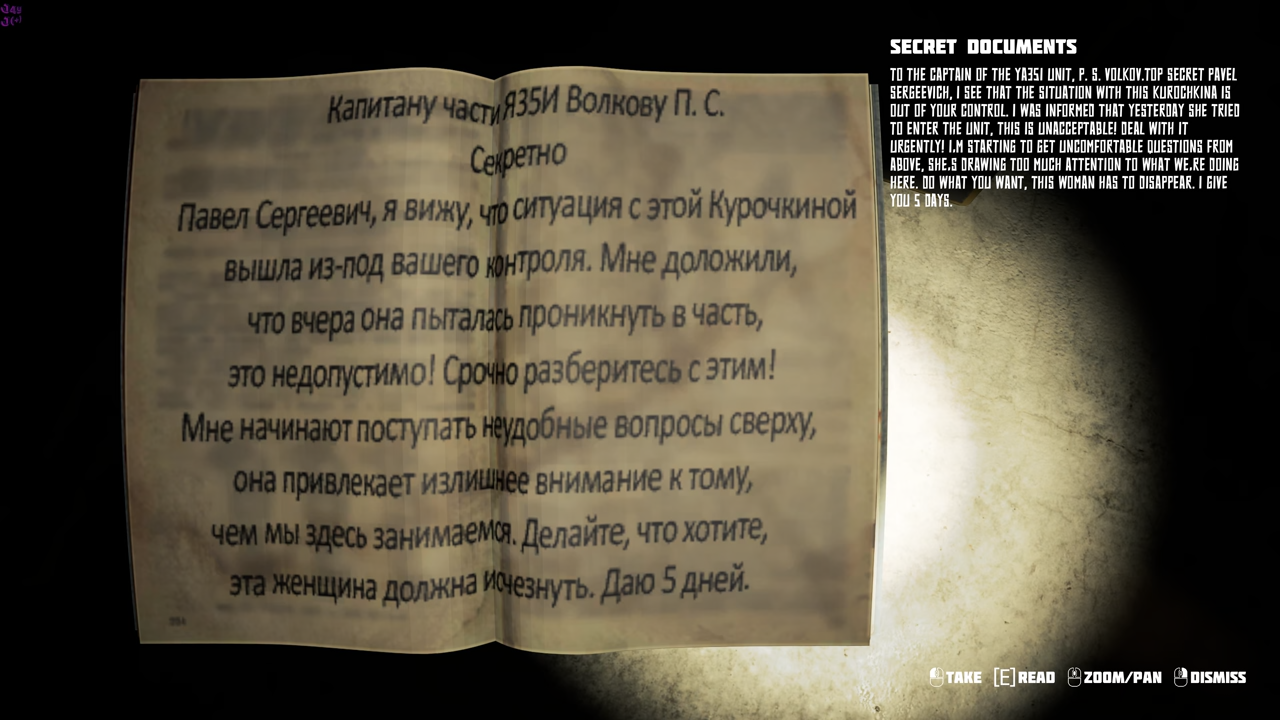 Капитану части Я35И Волкову П. С.
Секретно
Павел Сергеевич, я вижу, что ситуация с этой Курочкиной
вышла из-под вашего контроля. Мне доложили,
что вчера она пыталась проникнуть в часть,
это недопустимо! Срочно разберитесь с этим!
Мне начинают поступать неудобные вопросы сверху,
она привлекает излишнее внимание к тому,
чем мы здесь занимаемся. Делайте, что хотите,
эта женщина должна исчезнуть. Даю 5 дней.
SECRET DOCUMENTS
TO THE CAPTAIN OF THE YA35I UNIT, P. S. VOLKOV.TOP SECRET PAVEL
SERGEEVICH, I SEE THAT THE SITUATION WITH THIS KUROCHKINA IS
OUT OF YOUR CONTROL. I WAS INFORMED THAT YESTERDAY SHE TRIED
TO ENTER THE UNIT, THIS IS UNACCEPTABLE! DEAL WITH IT
URGENTLY! I.M STARTING TO GET UNCOMFORTABLE QUESTIONS FROM
ABOVE, SHE.S DRAWING TOO MUCH ATTENTION TO WHAT WE.RE DOING
HERE. DO WHAT YOU WANT, THIS WOMAN HAS TO DISAPPEAR. I GIVE
YOU 5 DAYS.
TAKE [E]READ ZOOM/PAN DISMISS